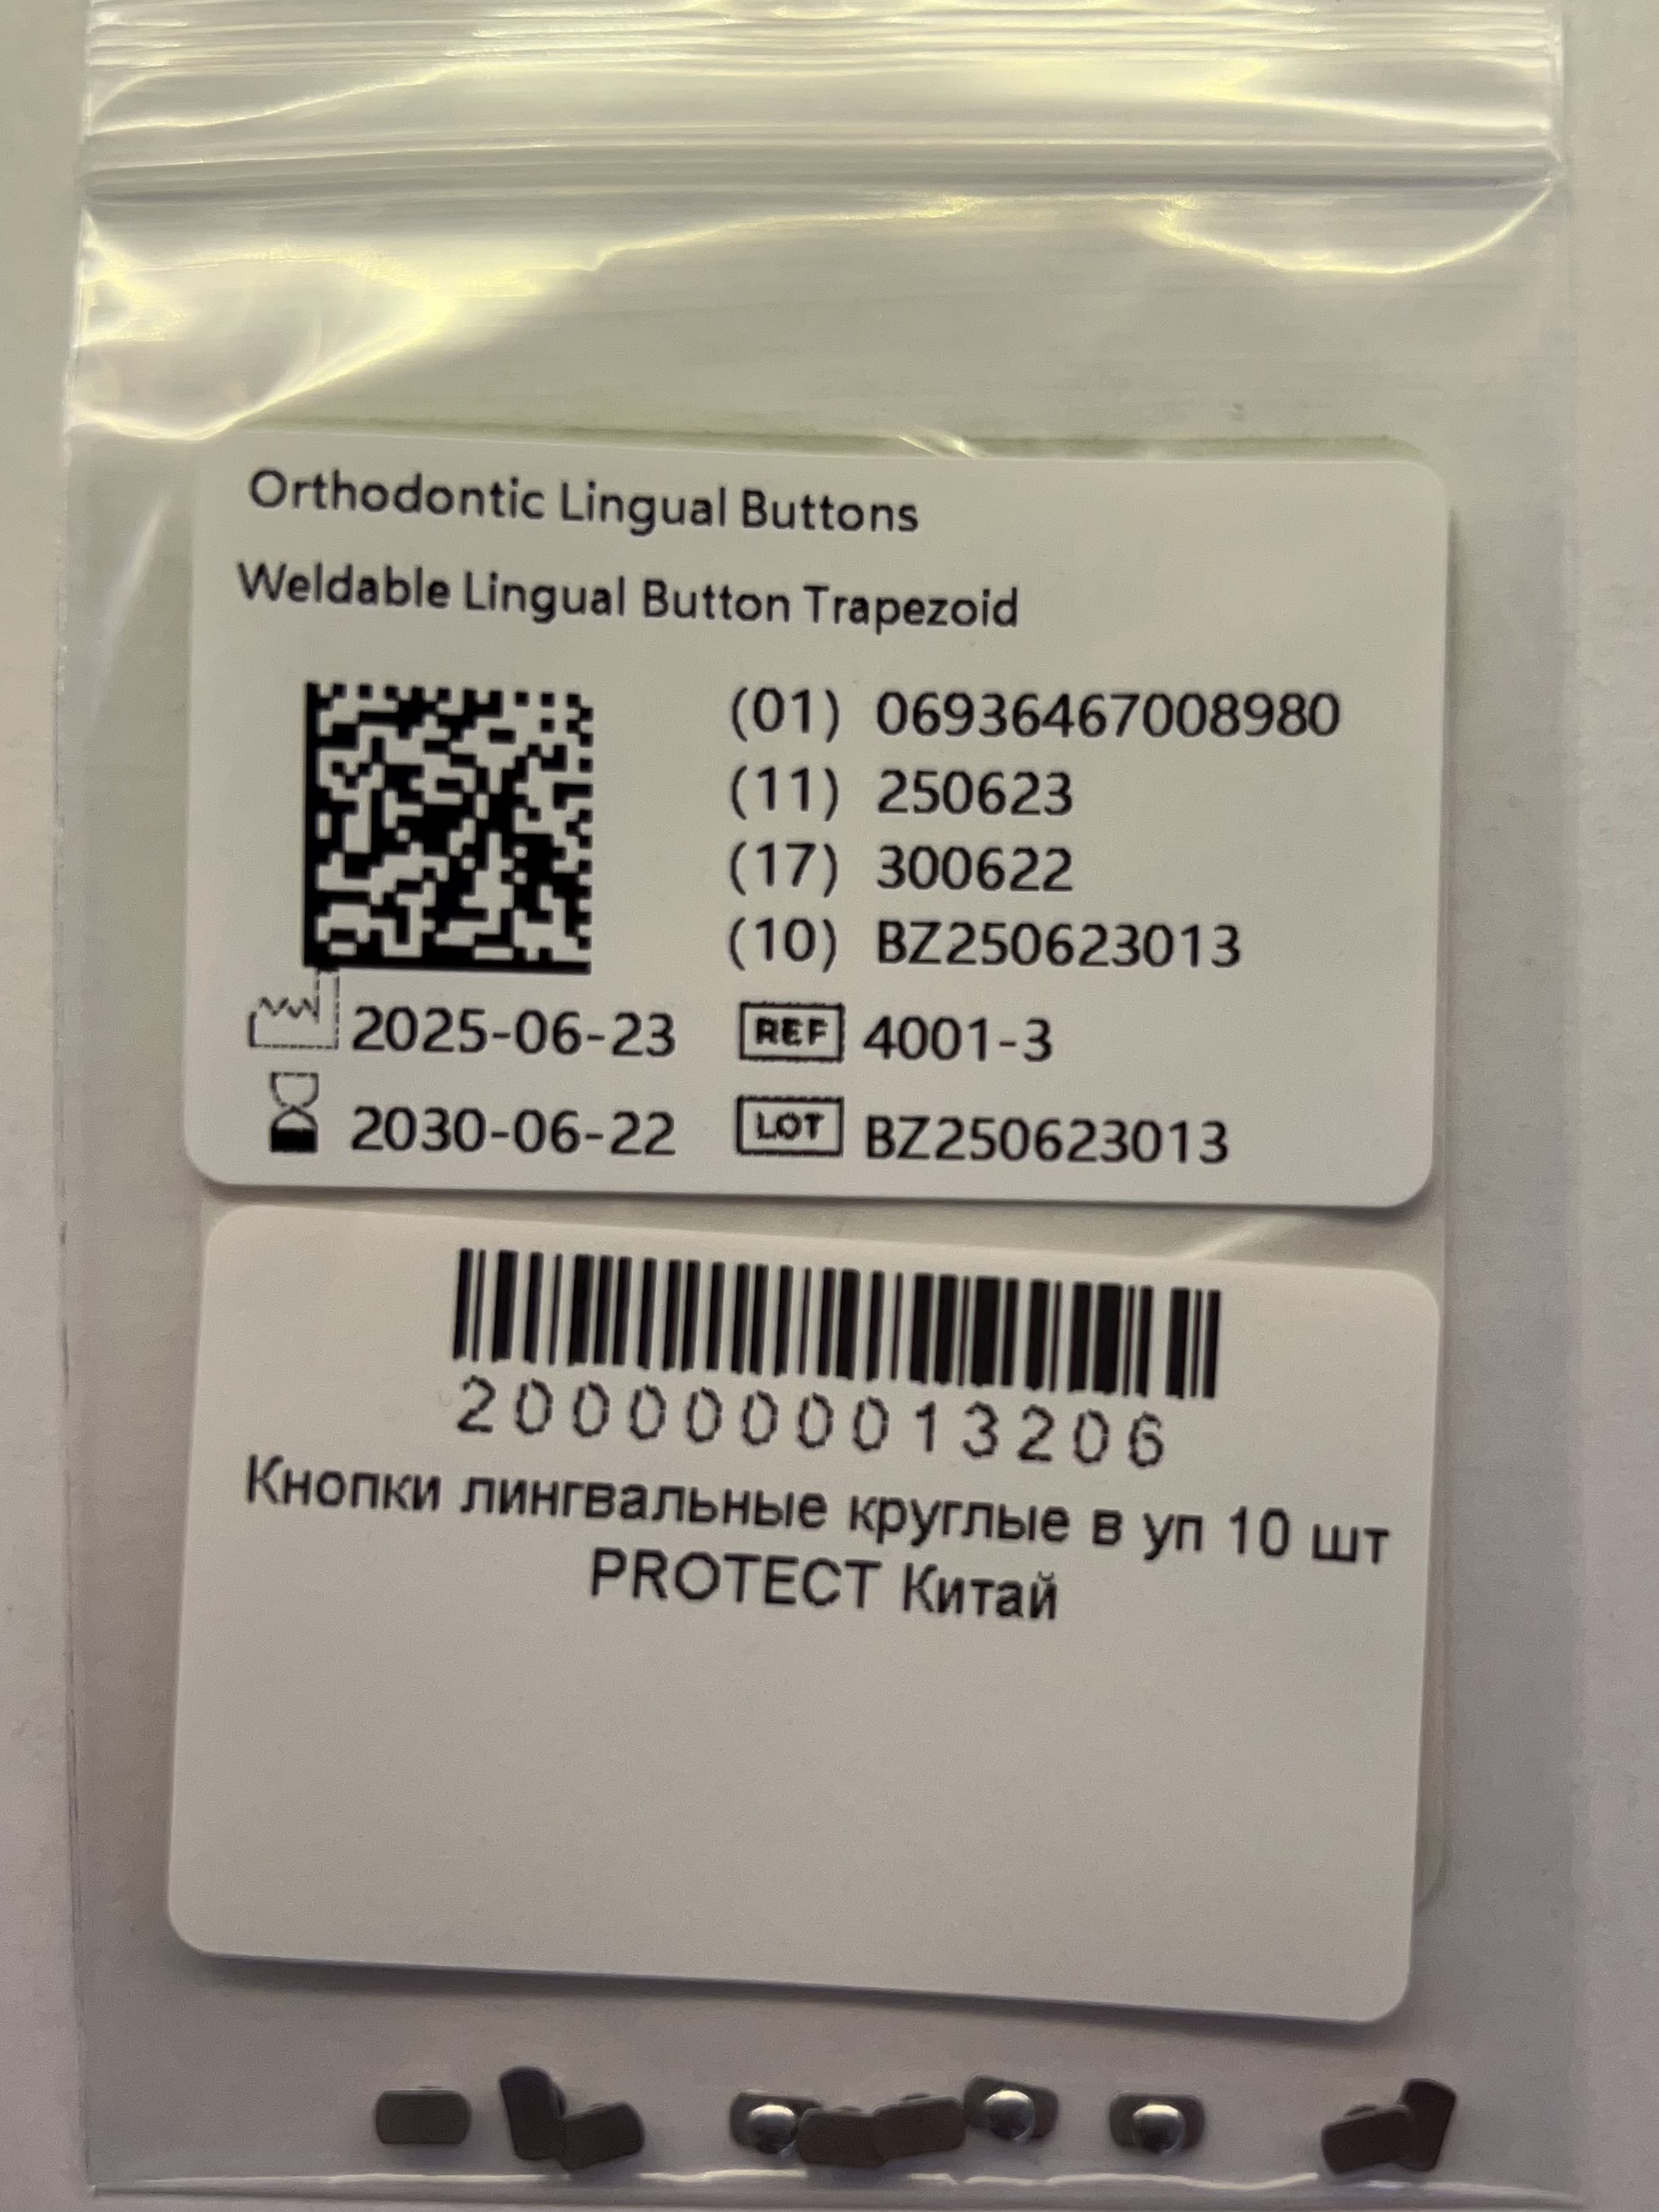 Orthodontic Lingual Buttons
Weldable Lingual Button Trapezoid
(01) 06936467008980
(11) 250623
(17) 300622
(10) BZ250623013
2025-06-23 REF 4001-3
2030-06-22 LOT BZ250623013
2000000013206
Кнопки лингвальные круглые в уп 10 шт
PROTECT Китай